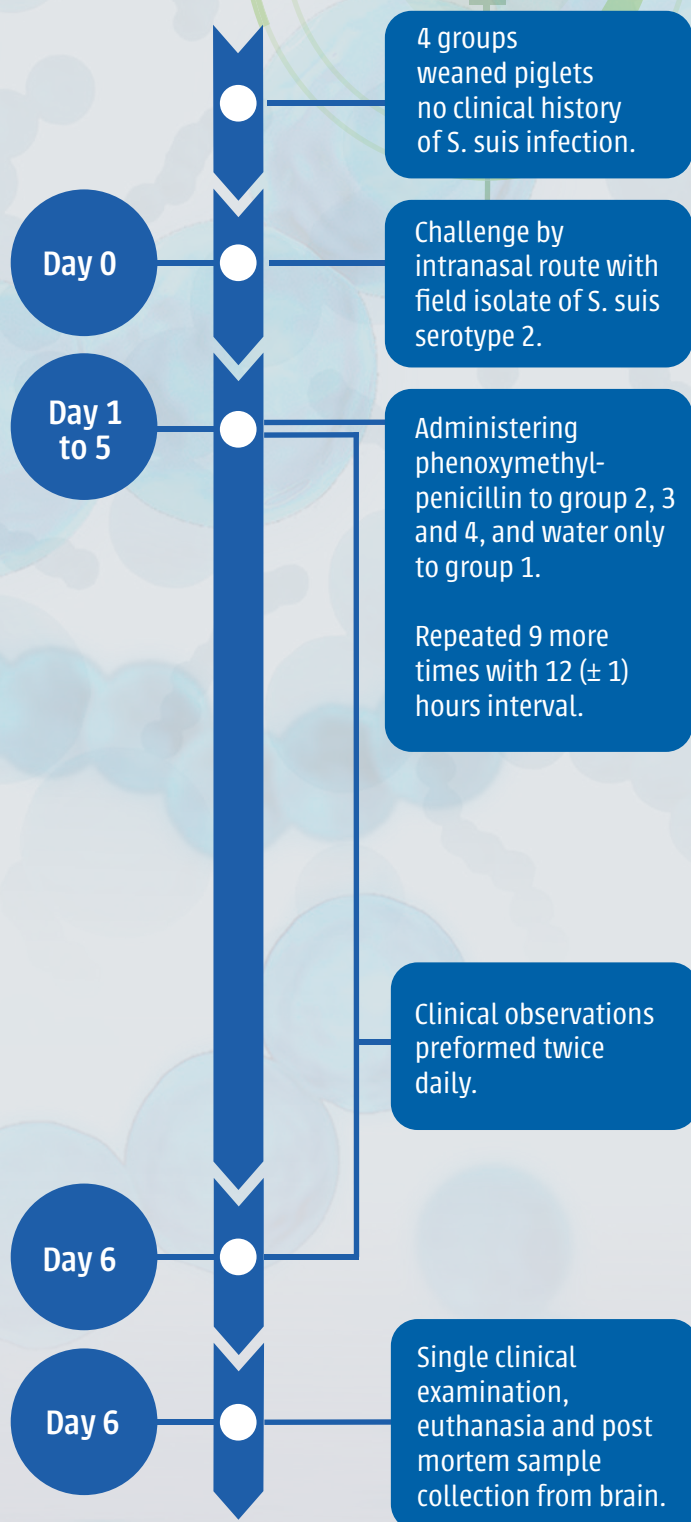 4 groups
weaned piglets
no clinical history
of S. suis infection.
Day 0
Challenge by
intranasal route with
field isolate of S. suis
serotype 2.
Day 1
to 5
Administering
phenoxymethyl-
penicillin to group 2, 3
and 4, and water only
to group 1.
Repeated 9 more
times with 12 (± 1)
hours interval.
Clinical observations
preformed twice
daily.
Day 6
Day 6
Single clinical
examination,
euthanasia and post
mortem sample
collection from brain.